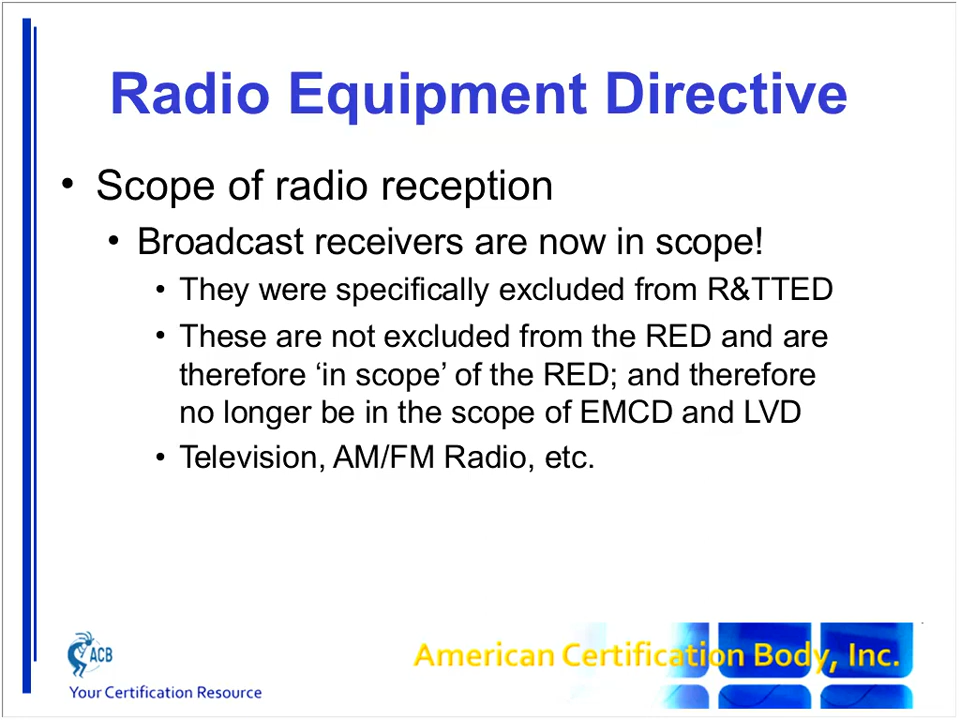 Radio Equipment Directive
• Scope of radio reception
• Broadcast receivers are now in scope!
• They were specifically excluded from R&TTED
• These are not excluded from the RED and are
therefore ‘in scope’ of the RED; and therefore
no longer be in the scope of EMCD and LVD
• Television, AM/FM Radio, etc.
ACB
American Certification Body, Inc.
Your Certification Resource